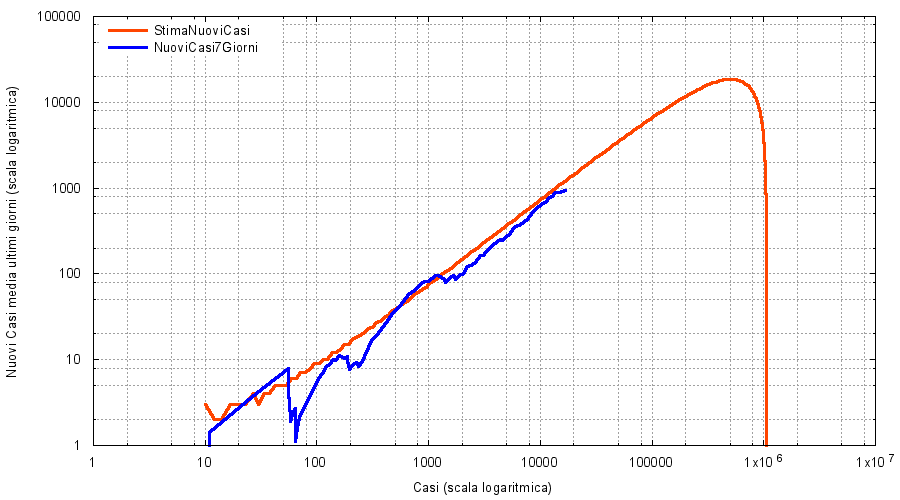 100000
10000
1000
100
10
1
StimaNuoviCasi
NuoviCasi7Giorni
Nuovi Casi media ultimi giorni (scala logaritmica)
1 10 100 1000 10000 100000 1x10^6 1x10^7
Casi (scala logaritmica)